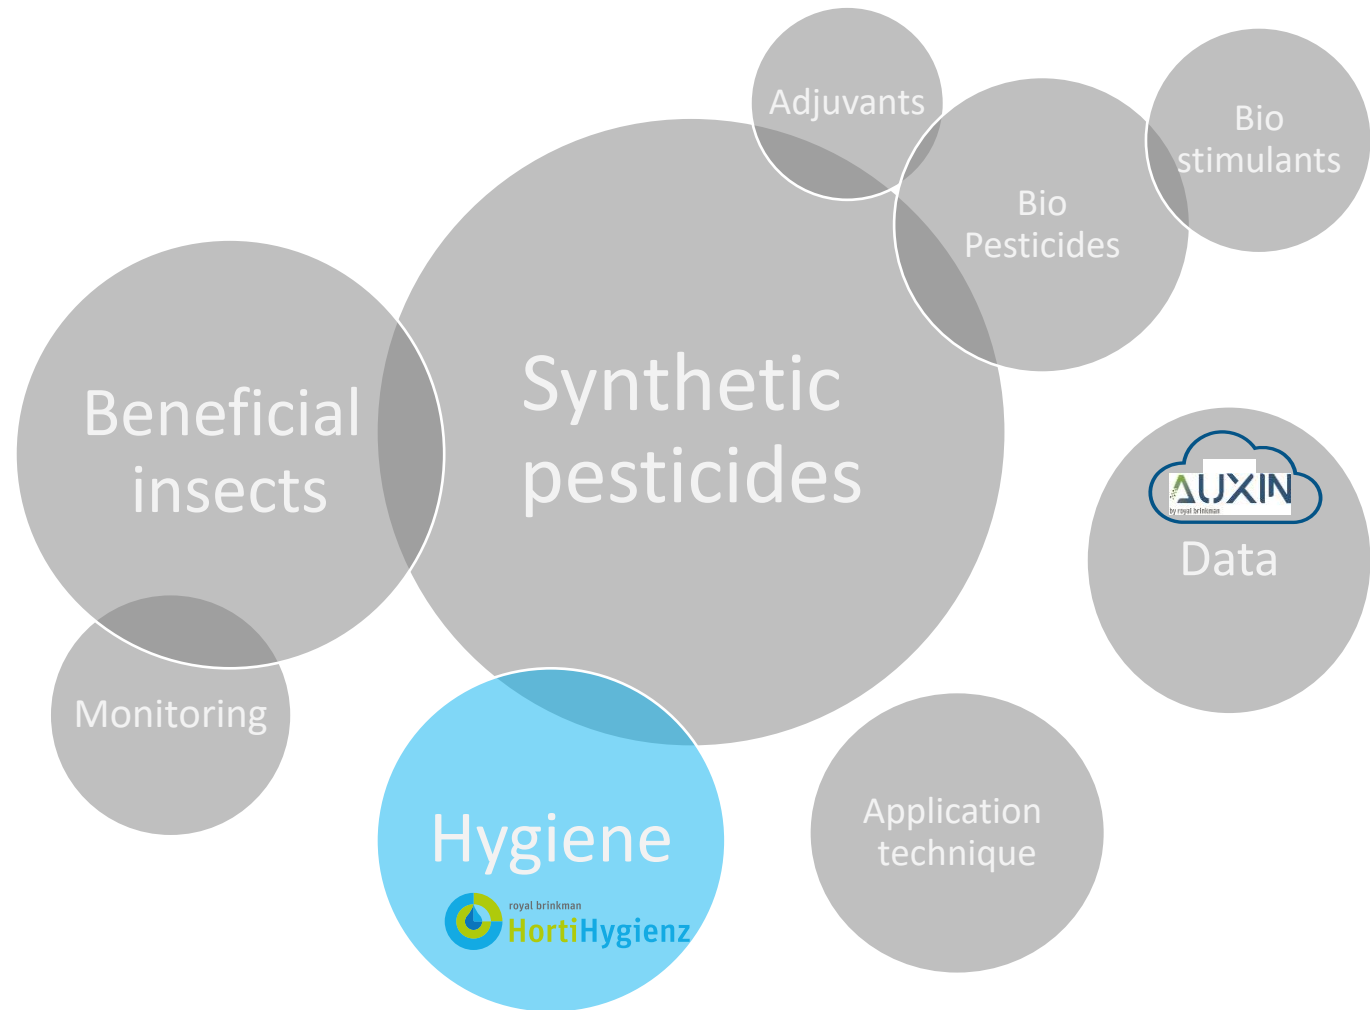 Adjuvants
Bio
stimulants
Bio
Pesticides
Synthetic
pesticides
Beneficial
insects
AUXIN
by royal brinkman
Data
Monitoring
Hygiene
royal brinkman
HortiHygienz
Application
technique